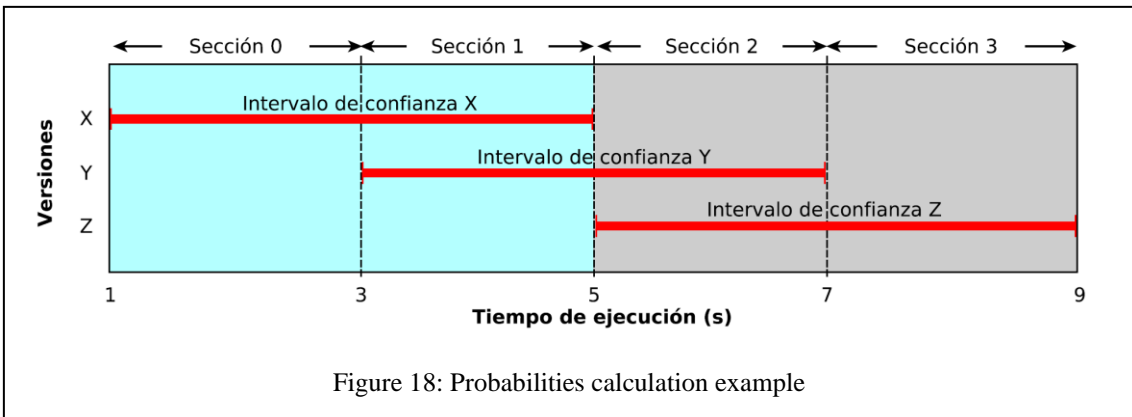 Sección 0 Sección 1 Sección 2 Sección 3
Intervalo de confianza X
X
Intervalo de confianza Y
Y
Intervalo de confianza Z
Z
Versiones
1 3 5 7 9
Tiempo de ejecución (s)
Figure 18: Probabilities calculation example